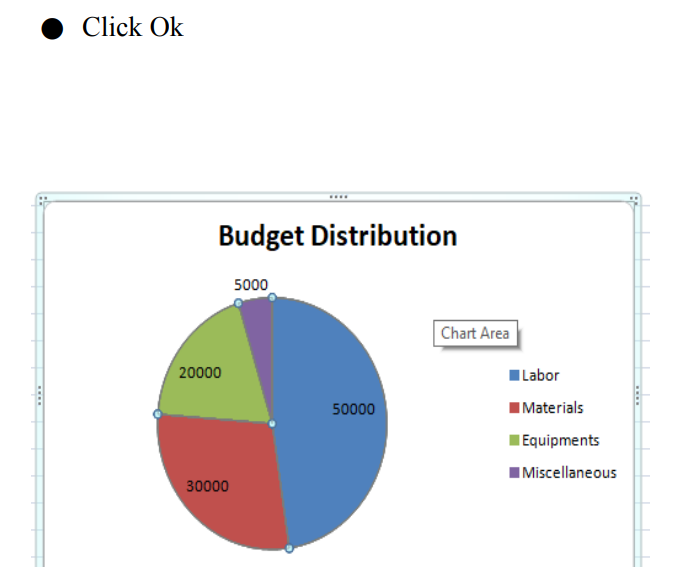 ● Click Ok
Budget Distribution
5000
Chart Area
20000
50000
30000
Labor
Materials
Equipments
Miscellaneous